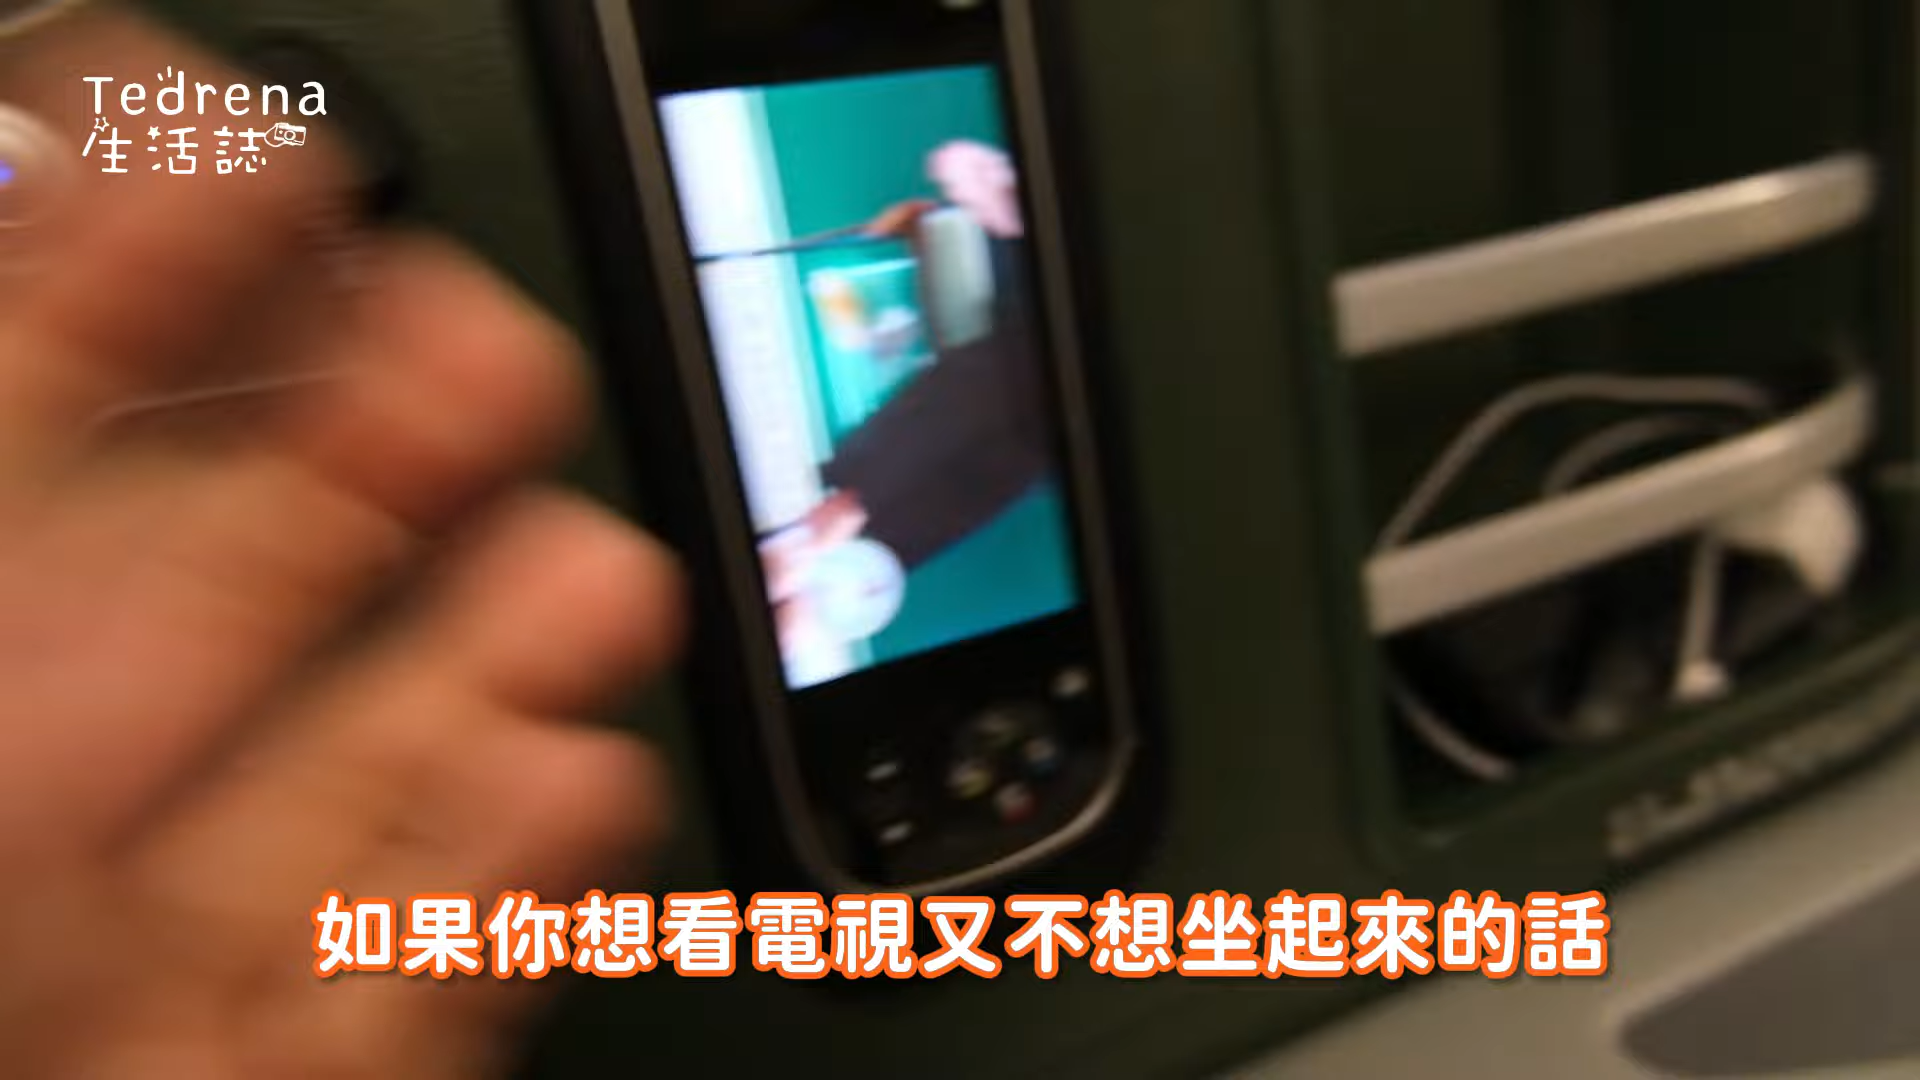 Tedrena
生活誌
如果你想看電視又不想坐起來的話